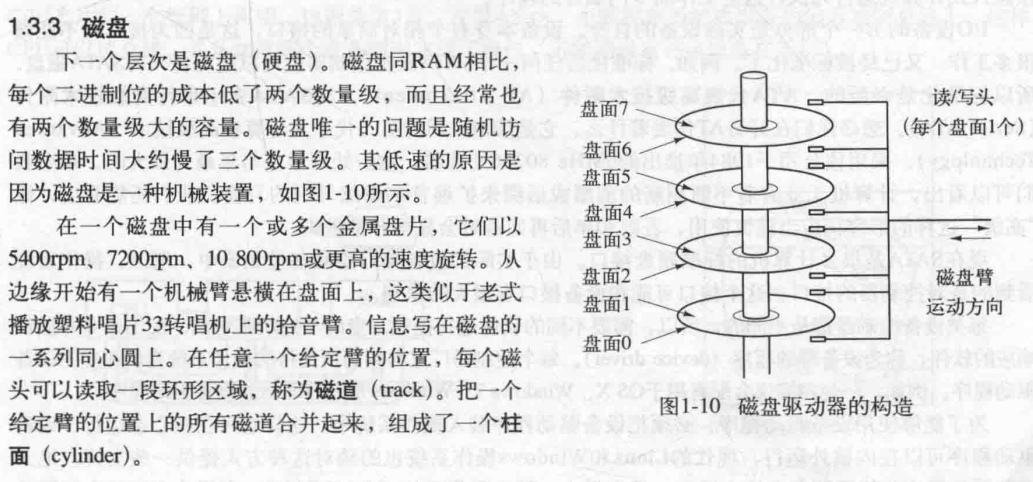 1.3.3 磁盘
下一个层次是磁盘（硬盘）。磁盘同RAM相比，
每个二进制位的成本低了两个数量级，而且经常也
有两个数量级大的容量。磁盘唯一的问题是随机访
问数据时间大约慢了三个数量级。其低速的原因是
因为磁盘是一种机械装置，如图1-10所示。
在一个磁盘中有一个或多个金属盘片，它们以
5400rpm、7200rpm、10 800rpm或更高的速度旋转。从
边缘开始有一个机械臂悬横在盘面上，这类似于老式
播放塑料唱片33转唱机上的拾音臂。信息写在磁盘的
一系列同心圆上。在任意一个给定臂的位置，每个磁
头可以读取一段环形区域，称为磁道（track）。把一个
给定臂的位置上的所有磁道合并起来，组成了一个柱
面（cylinder）。
盘面7
盘面6
盘面5
盘面4
盘面3
盘面2
盘面1
盘面0
读/写头
(每个盘面1个)
磁盘臂
运动方向
图1-10 磁盘驱动器的构造